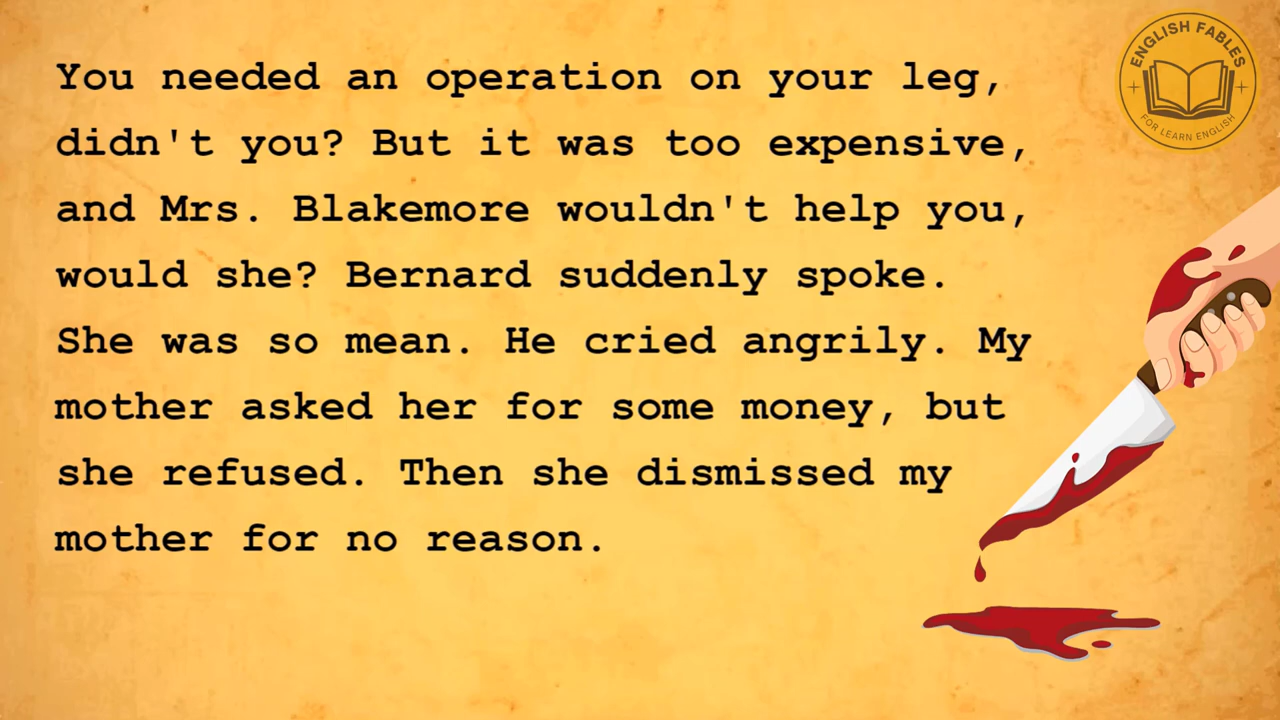 You needed an operation on your leg,
didn't you? But it was too expensive,
and Mrs. Blakemore wouldn't help you,
would she? Bernard suddenly spoke.
She was so mean. He cried angrily. My
mother asked her for some money, but
she refused. Then she dismissed my
mother for no reason.
ENGLISH FABLES
FOR LEARN ENGLISH